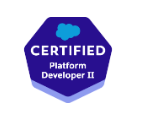 CERTIFIED
Platform
Developer II